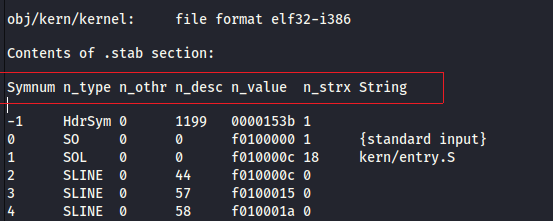 obj/kern/kernel:     file format elf32-i386
Contents of .stab section:
Symnum n_type n_othr n_desc n_value  n_strx String
-1     HdrSym 0      1199   0000153b 1
0      SO     0      0      f0100000 1      {standard input}
1      SOL    0      0      f010000c 18     kern/entry.S
2      SLINE  0      44     f010000c 0
3      SLINE  0      57     f0100015 0
4      SLINE  0      58     f010001a 0